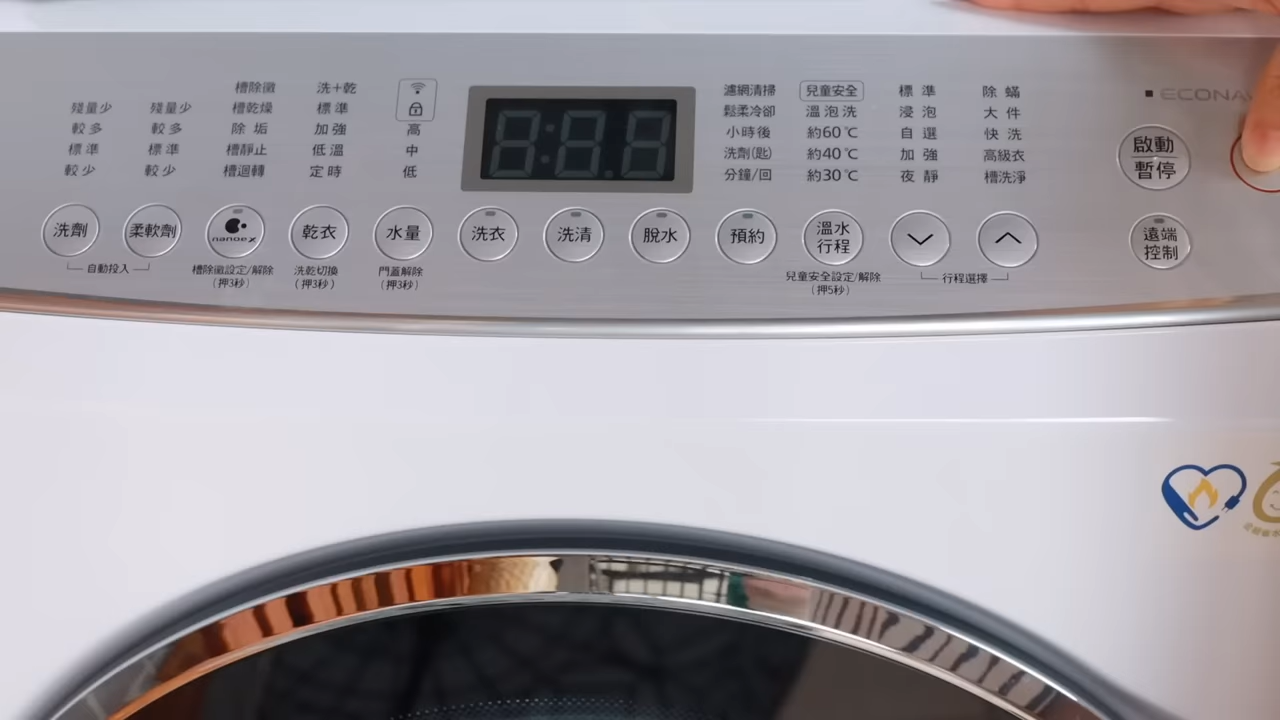 殘量少
較多
標準
較少
洗劑
殘量少
較多
標準
較少
柔軟劑
自動投入
槽除黴
槽乾燥
除垢
槽靜止
槽迴轉
nanoeX
槽除黴設定/解除
(押3秒)
洗+乾
標準
加強
低溫
定時
乾衣
洗乾切換
(押3秒)
高
中
低
水量
門蓋解除
(押3秒)
洗衣
洗清
脫水
濾網清掃
鬆柔冷卻
小時後
洗劑(匙)
分鐘/回
預約
兒童安全
溫泡洗
約60℃
約40℃
約30℃
溫水
行程
兒童安全設定/解除
(押5秒)
標準
浸泡
自選
加強
夜靜
除蟎
大件
快洗
高級衣
槽洗淨
行程選擇
ECONA
啟動
暫停
遠端
控制